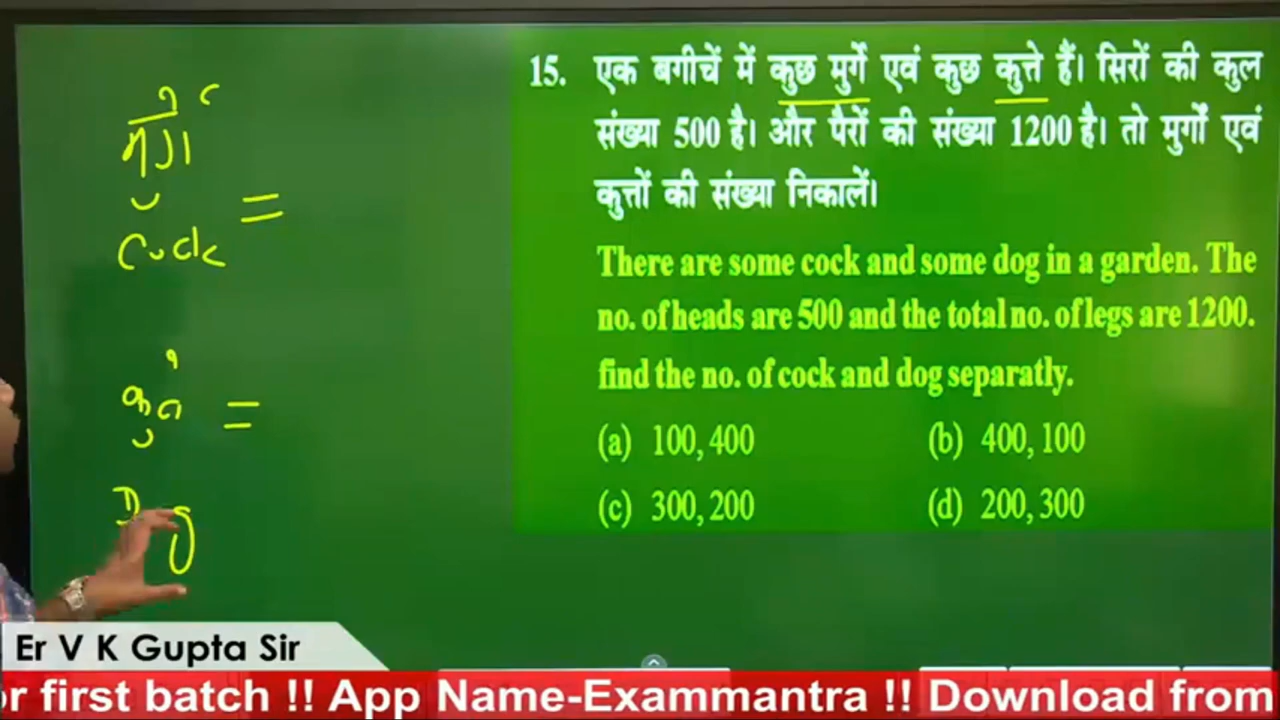 मुर्गा
Cock =
15. एक बगीचें में कुछ मुर्गे एवं कुछ कुत्ते हैं। सिरों की कुल
संख्या 500 है। और पैरों की संख्या 1200 है। तो मुर्गों एवं
कुत्तों की संख्या निकालें।
There are some cock and some dog in a garden. The
no. of heads are 500 and the total no. of legs are 1200.
find the no. of cock and dog separatly.
(a) 100, 400 (b) 400, 100
(c) 300, 200 (d) 200, 300
=
Er V K Gupta Sir
or first batch !! App Name-Exammantra !! Download from